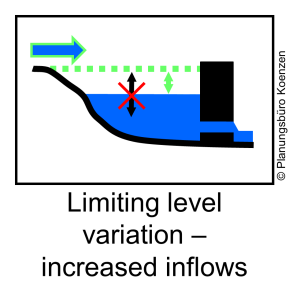 Limiting level
variation –
increased inflows
© Planungsbüro Koenzen